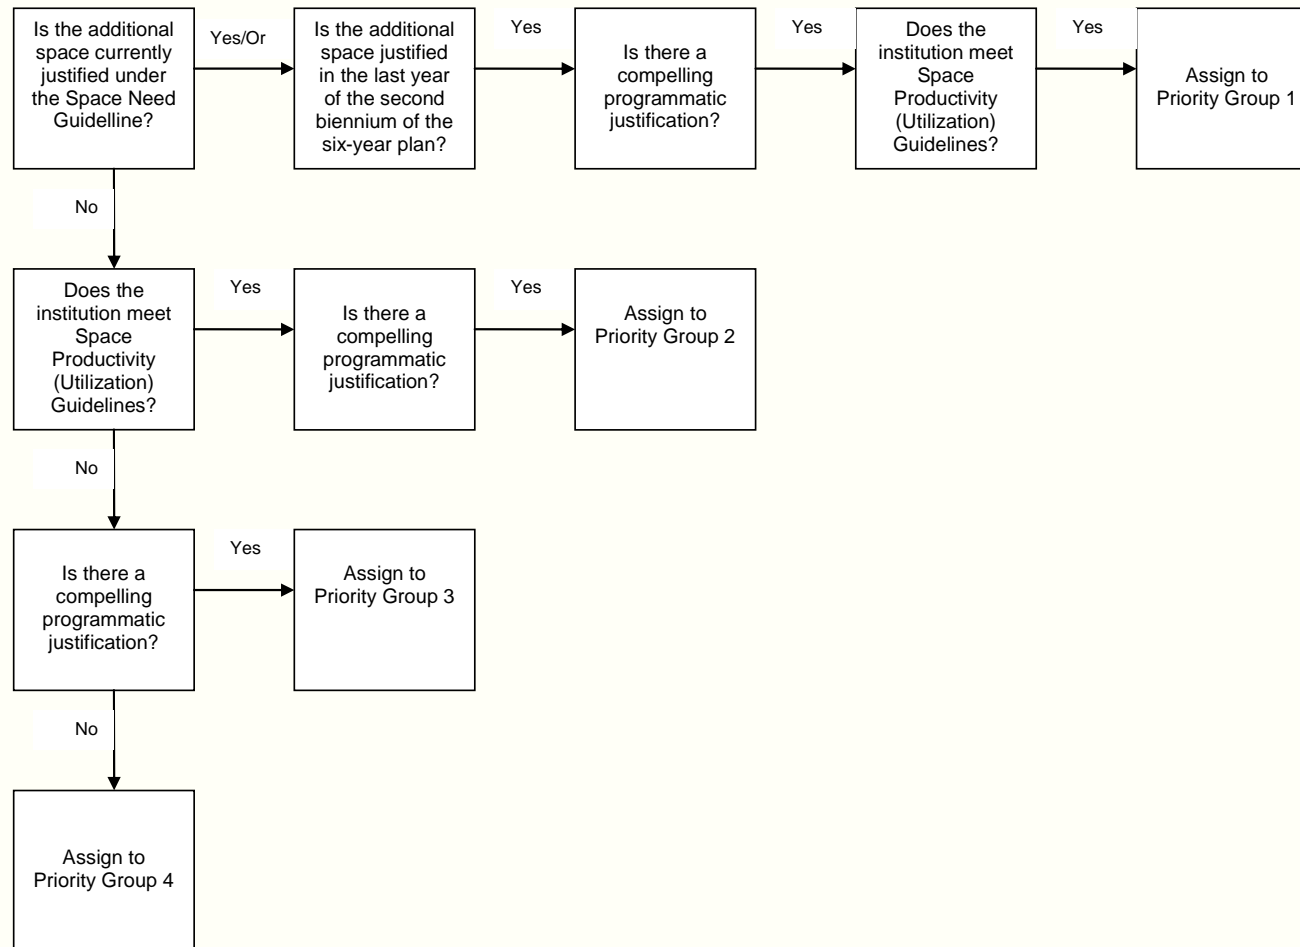 Is the additional
space currently
justified under
the Space Need
Guidelline?
Yes/Or
Is the additional
space justified
in the last year
of the second
biennium of the
six-year plan?
Yes
Is there a
compelling
programmatic
justification?
Yes
Does the
institution meet
Space
Productivity
(Utilization)
Guidelines?
Yes
Assign to
Priority Group 1
No
Does the
institution meet
Space
Productivity
(Utilization)
Guidelines?
Yes
Is there a
compelling
programmatic
justification?
Yes
Assign to
Priority Group 2
No
Is there a
compelling
programmatic
justification?
Yes
Assign to
Priority Group 3
No
Assign to
Priority Group 4